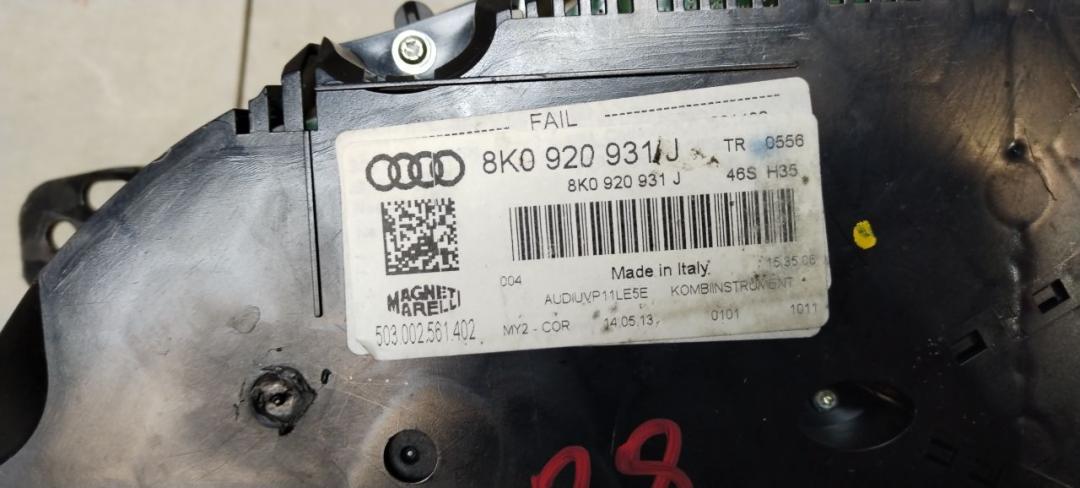 FAIL
8K0 920 931 J TR 0556
8K0 920 931 J 46S H35
004 Made in Italy 15.35.06
AUDIUVP11LE5E KOMBIINSTRUMENT
MAGNETI
MARELLI
503.002.561.402 MY2 - COR 14.05.13 0101 1011
08